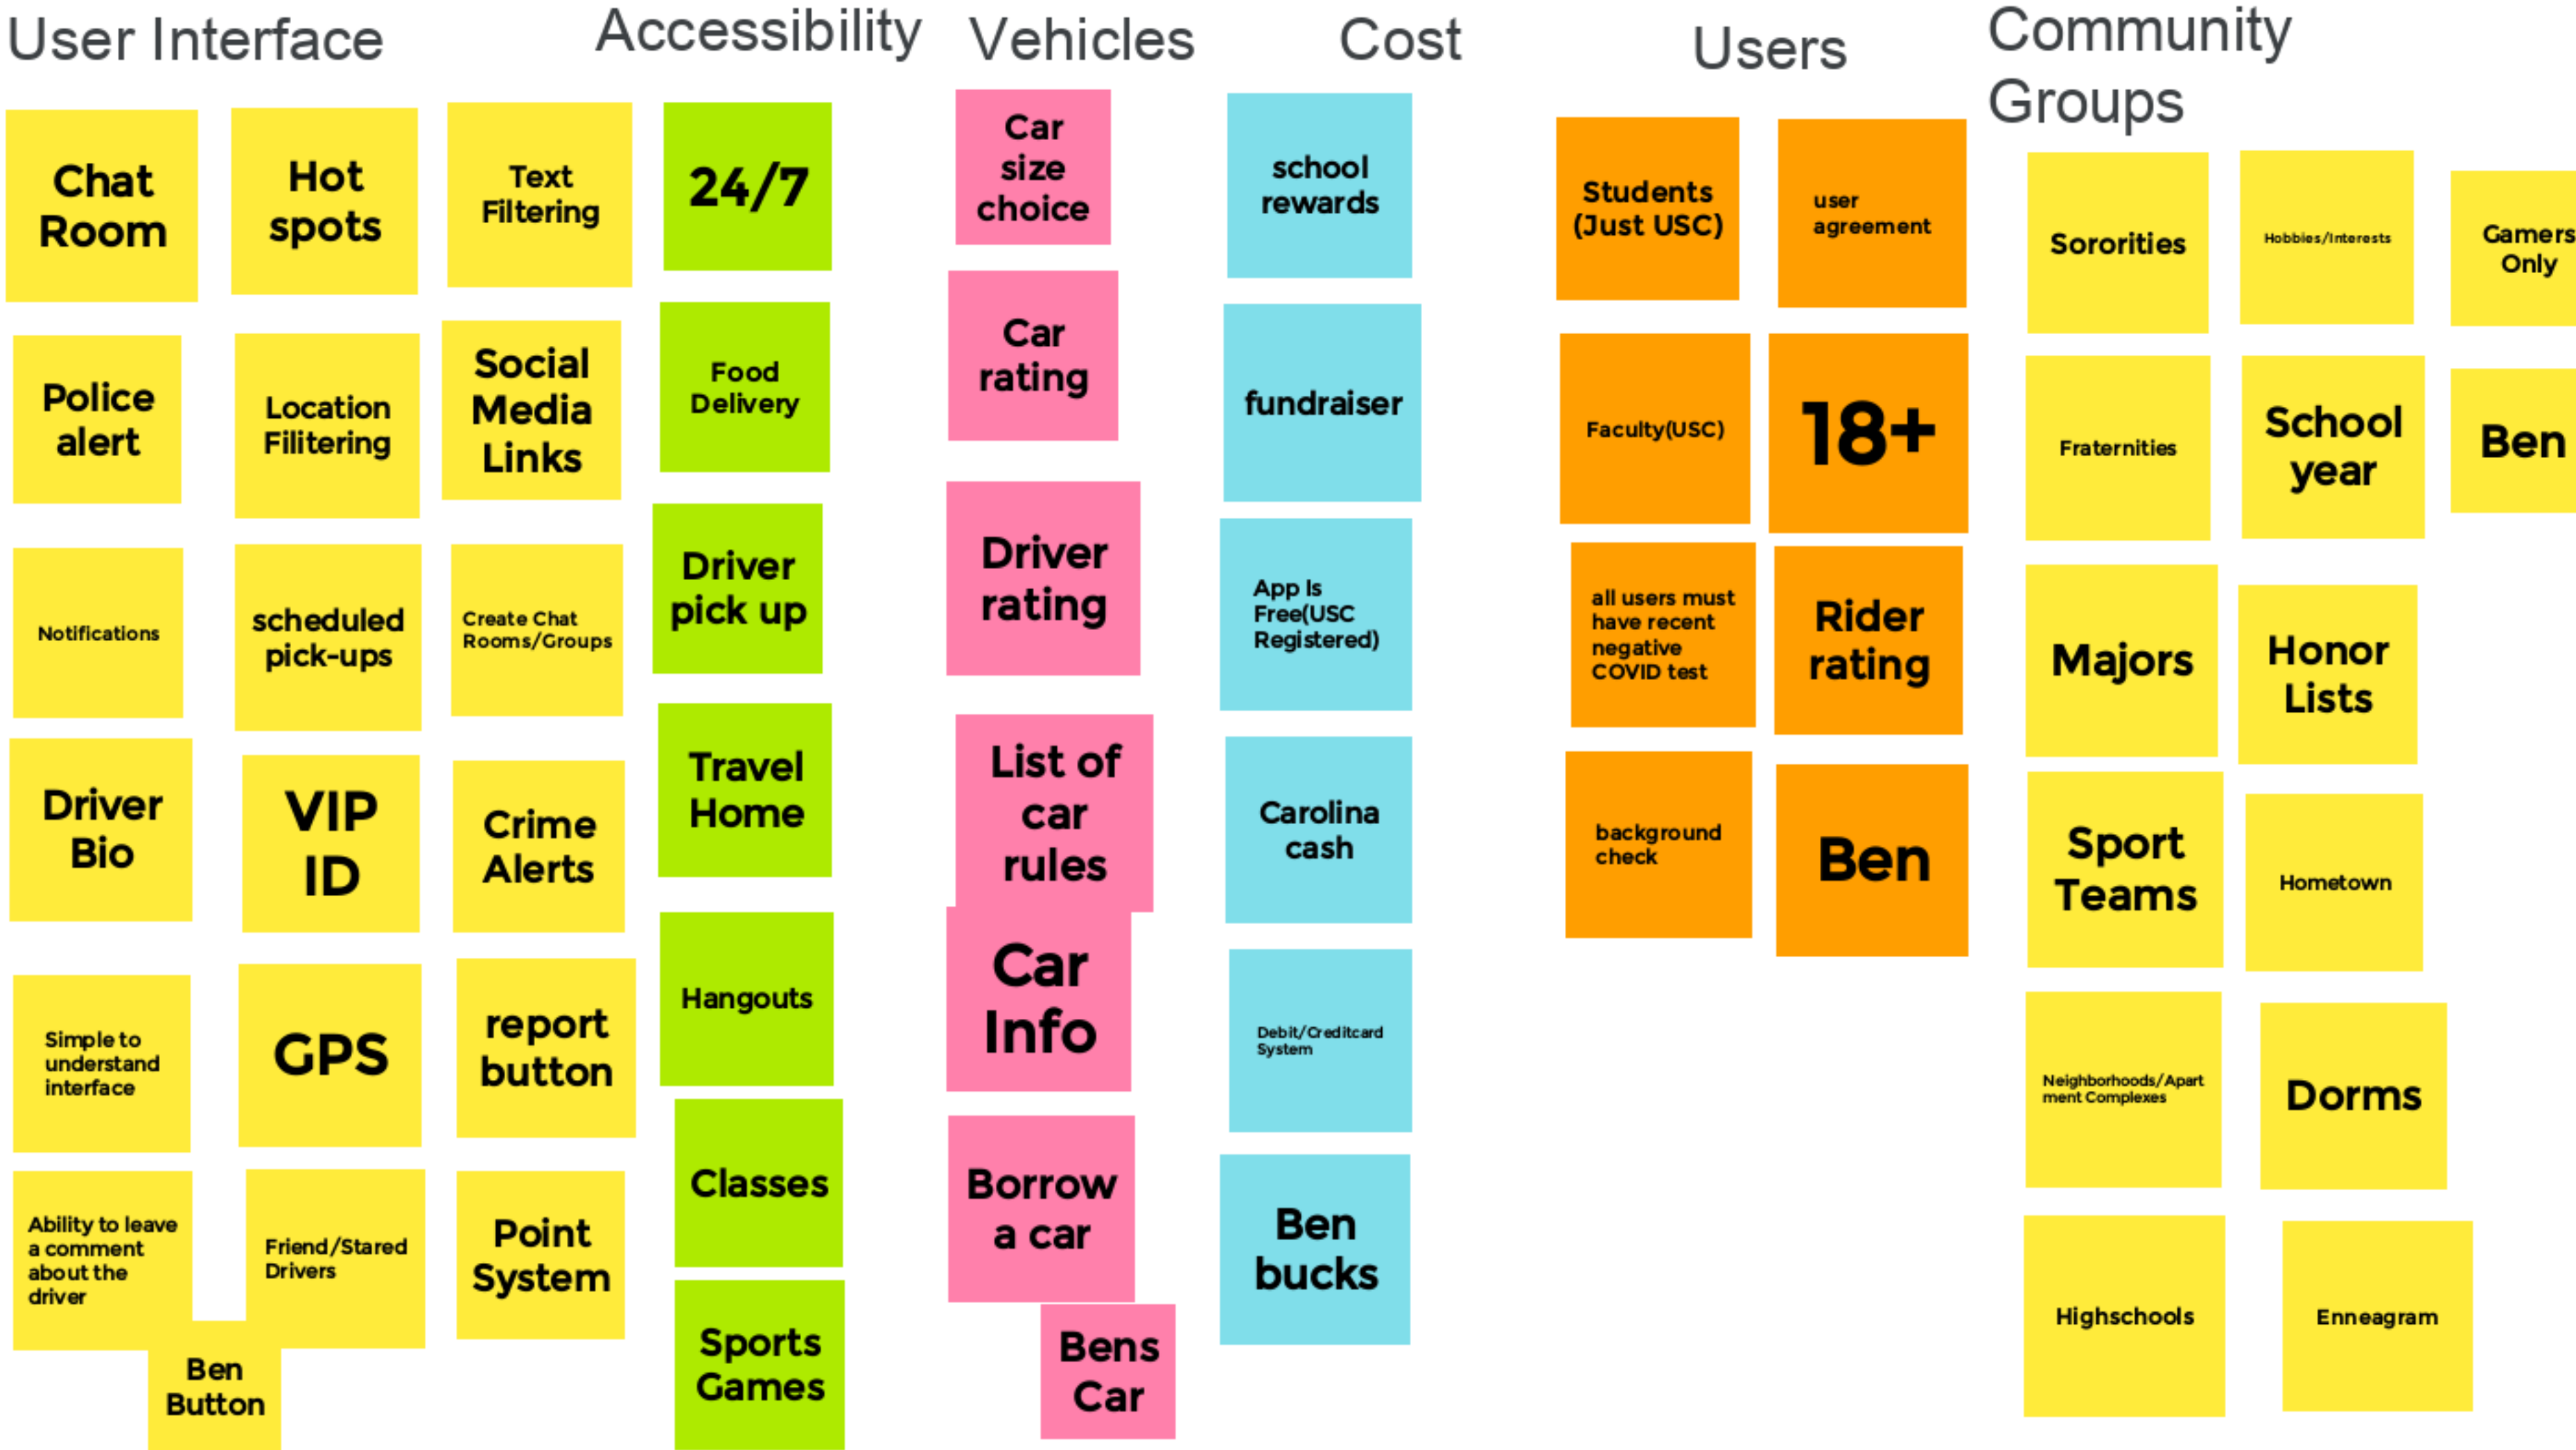 User Interface
Chat
Room
Hot
spots
Text
Filtering
Police
alert
Location
Filitering
Social
Media
Links
Notifications
scheduled
pick-ups
Create Chat
Rooms/Groups
Driver
Bio
VIP
ID
Crime
Alerts
Simple to
understand
interface
GPS
report
button
Ability to leave
a comment
about the
driver
Friend/Stared
Drivers
Point
System
Ben
Button
Accessibility
24/7
Food
Delivery
Driver
pick up
Travel
Home
Hangouts
Classes
Sports
Games
Vehicles
Car
size
choice
Car
rating
Driver
rating
List of
car
rules
Car
Info
Borrow
a car
Bens
Car
Cost
school
rewards
fundraiser
App Is
Free(USC
Registered)
Carolina
cash
Debit/Creditcard
System
Ben
bucks
Users
Students
(Just USC)
user
agreement
Faculty(USC)
18+
all users must
have recent
negative
COVID test
Rider
rating
background
check
Ben
Community
Groups
Sororities
Hobbies/Interests
Gamers
Only
Fraternities
School
year
Ben
Majors
Honor
Lists
Sport
Teams
Hometown
Neighborhoods/Apart
ment Complexes
Dorms
Highschools
Enneagram